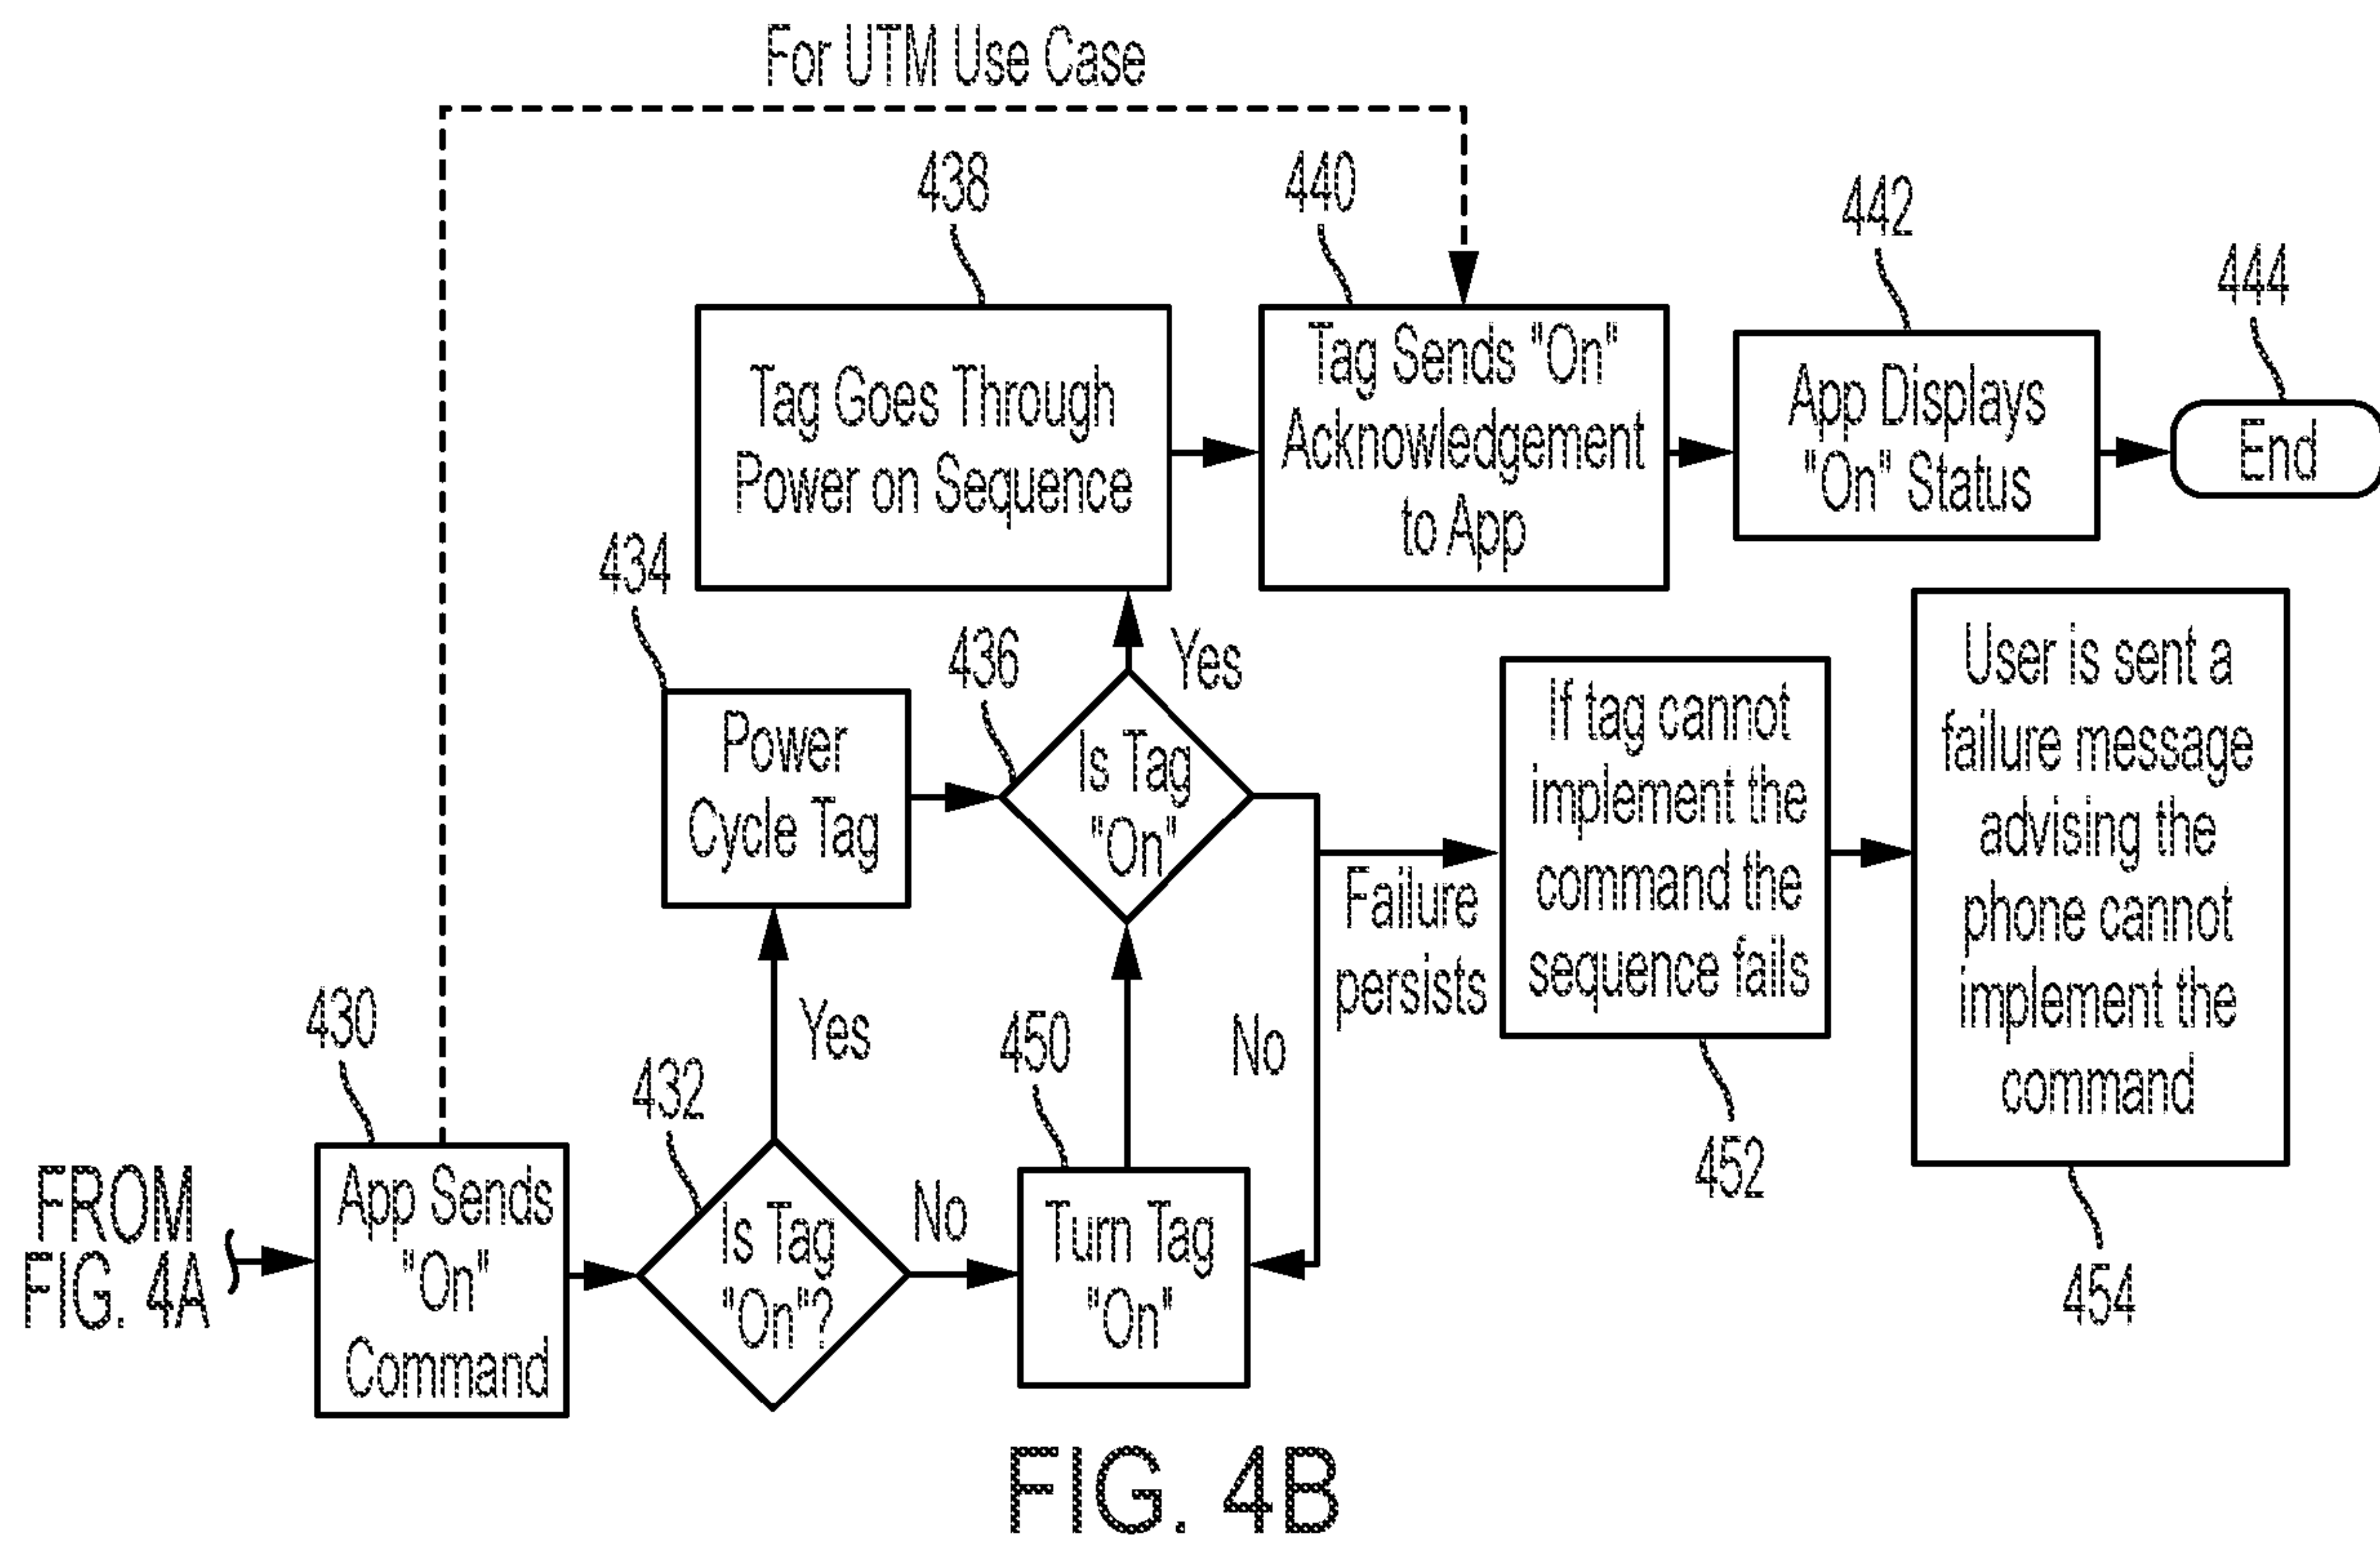 For UTM Use Case
438
440
442
444
Tag Goes Through
Power on Sequence
Tag Sends "On"
Acknowledgement
to App
App Displays
"On" Status
End
434
436
Yes
Power
Cycle Tag
Is Tag
"On"
If tag cannot
implement the
command the
sequence fails
User is sent a
failure message
advising the
phone cannot
implement the
command
Failure
persists
No
430
432
Yes
450
452
454
FROM
FIG. 4A
App Sends
"On"
Command
Is Tag
"On"?
No
Turn Tag
"On"
FIG. 4B